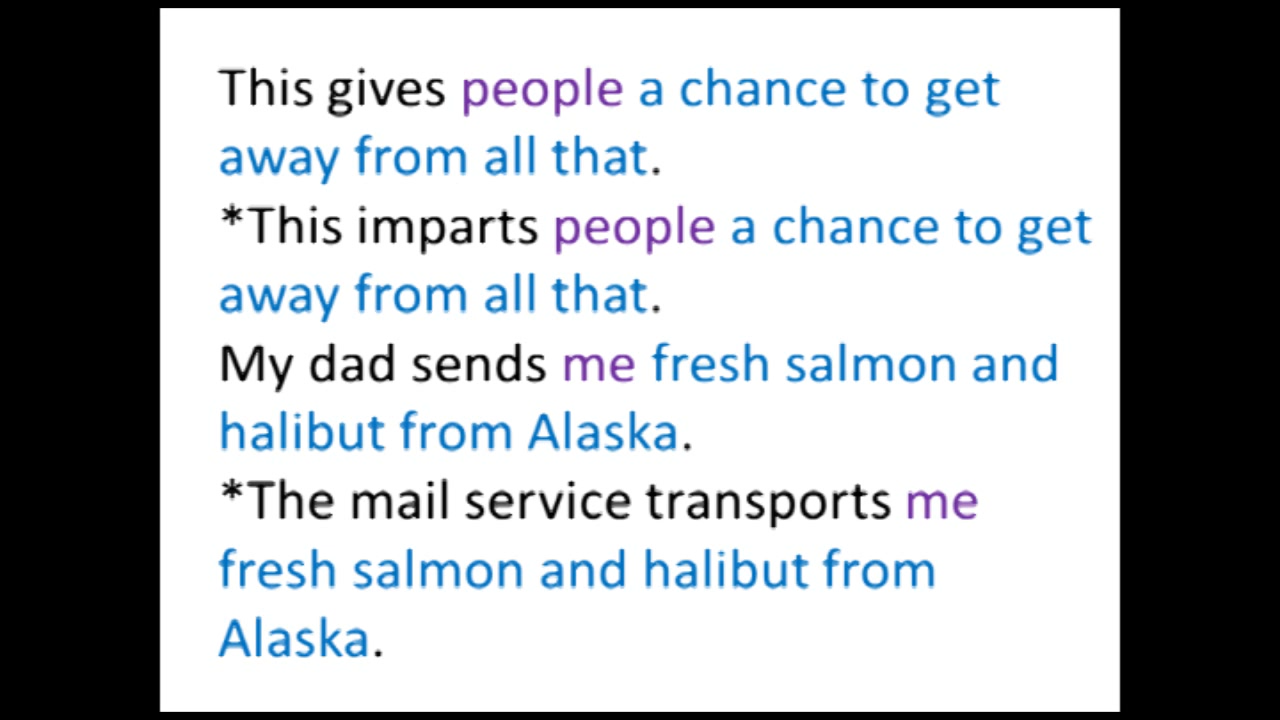 This gives people a chance to get
away from all that.
*This imparts people a chance to get
away from all that.
My dad sends me fresh salmon and
halibut from Alaska.
*The mail service transports me
fresh salmon and halibut from
Alaska.